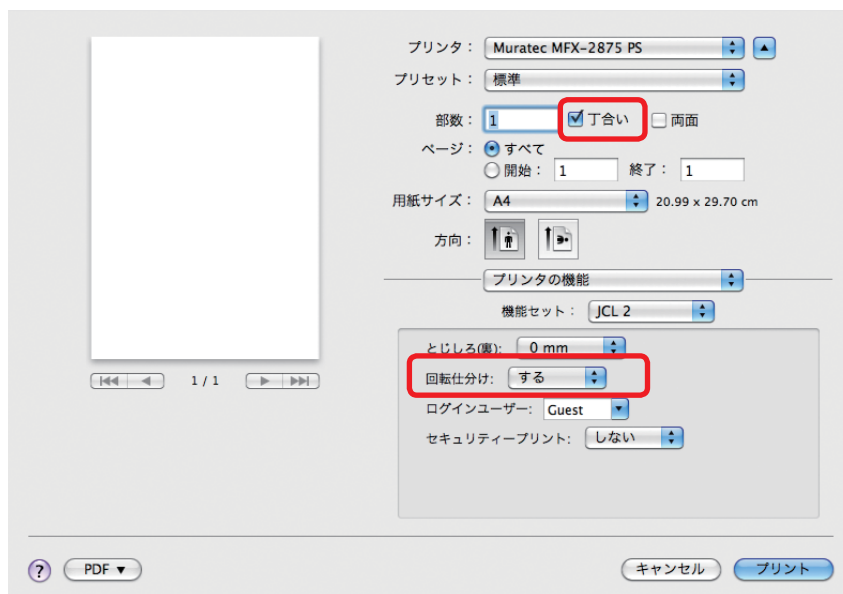 プリンタ： Muratec MFX-2875 PS
プリセット： 標準
部数： 1 丁合い 両面
ページ： すべて
開始： 1 終了： 1
用紙サイズ： A4 20.99 x 29.70 cm
方向：
プリンタの機能
機能セット： JCL 2
とじしろ(裏): 0 mm
回転仕分け: する
ログインユーザー: Guest
セキュリティープリント: しない
1 / 1
? PDF ▼ キャンセル プリント